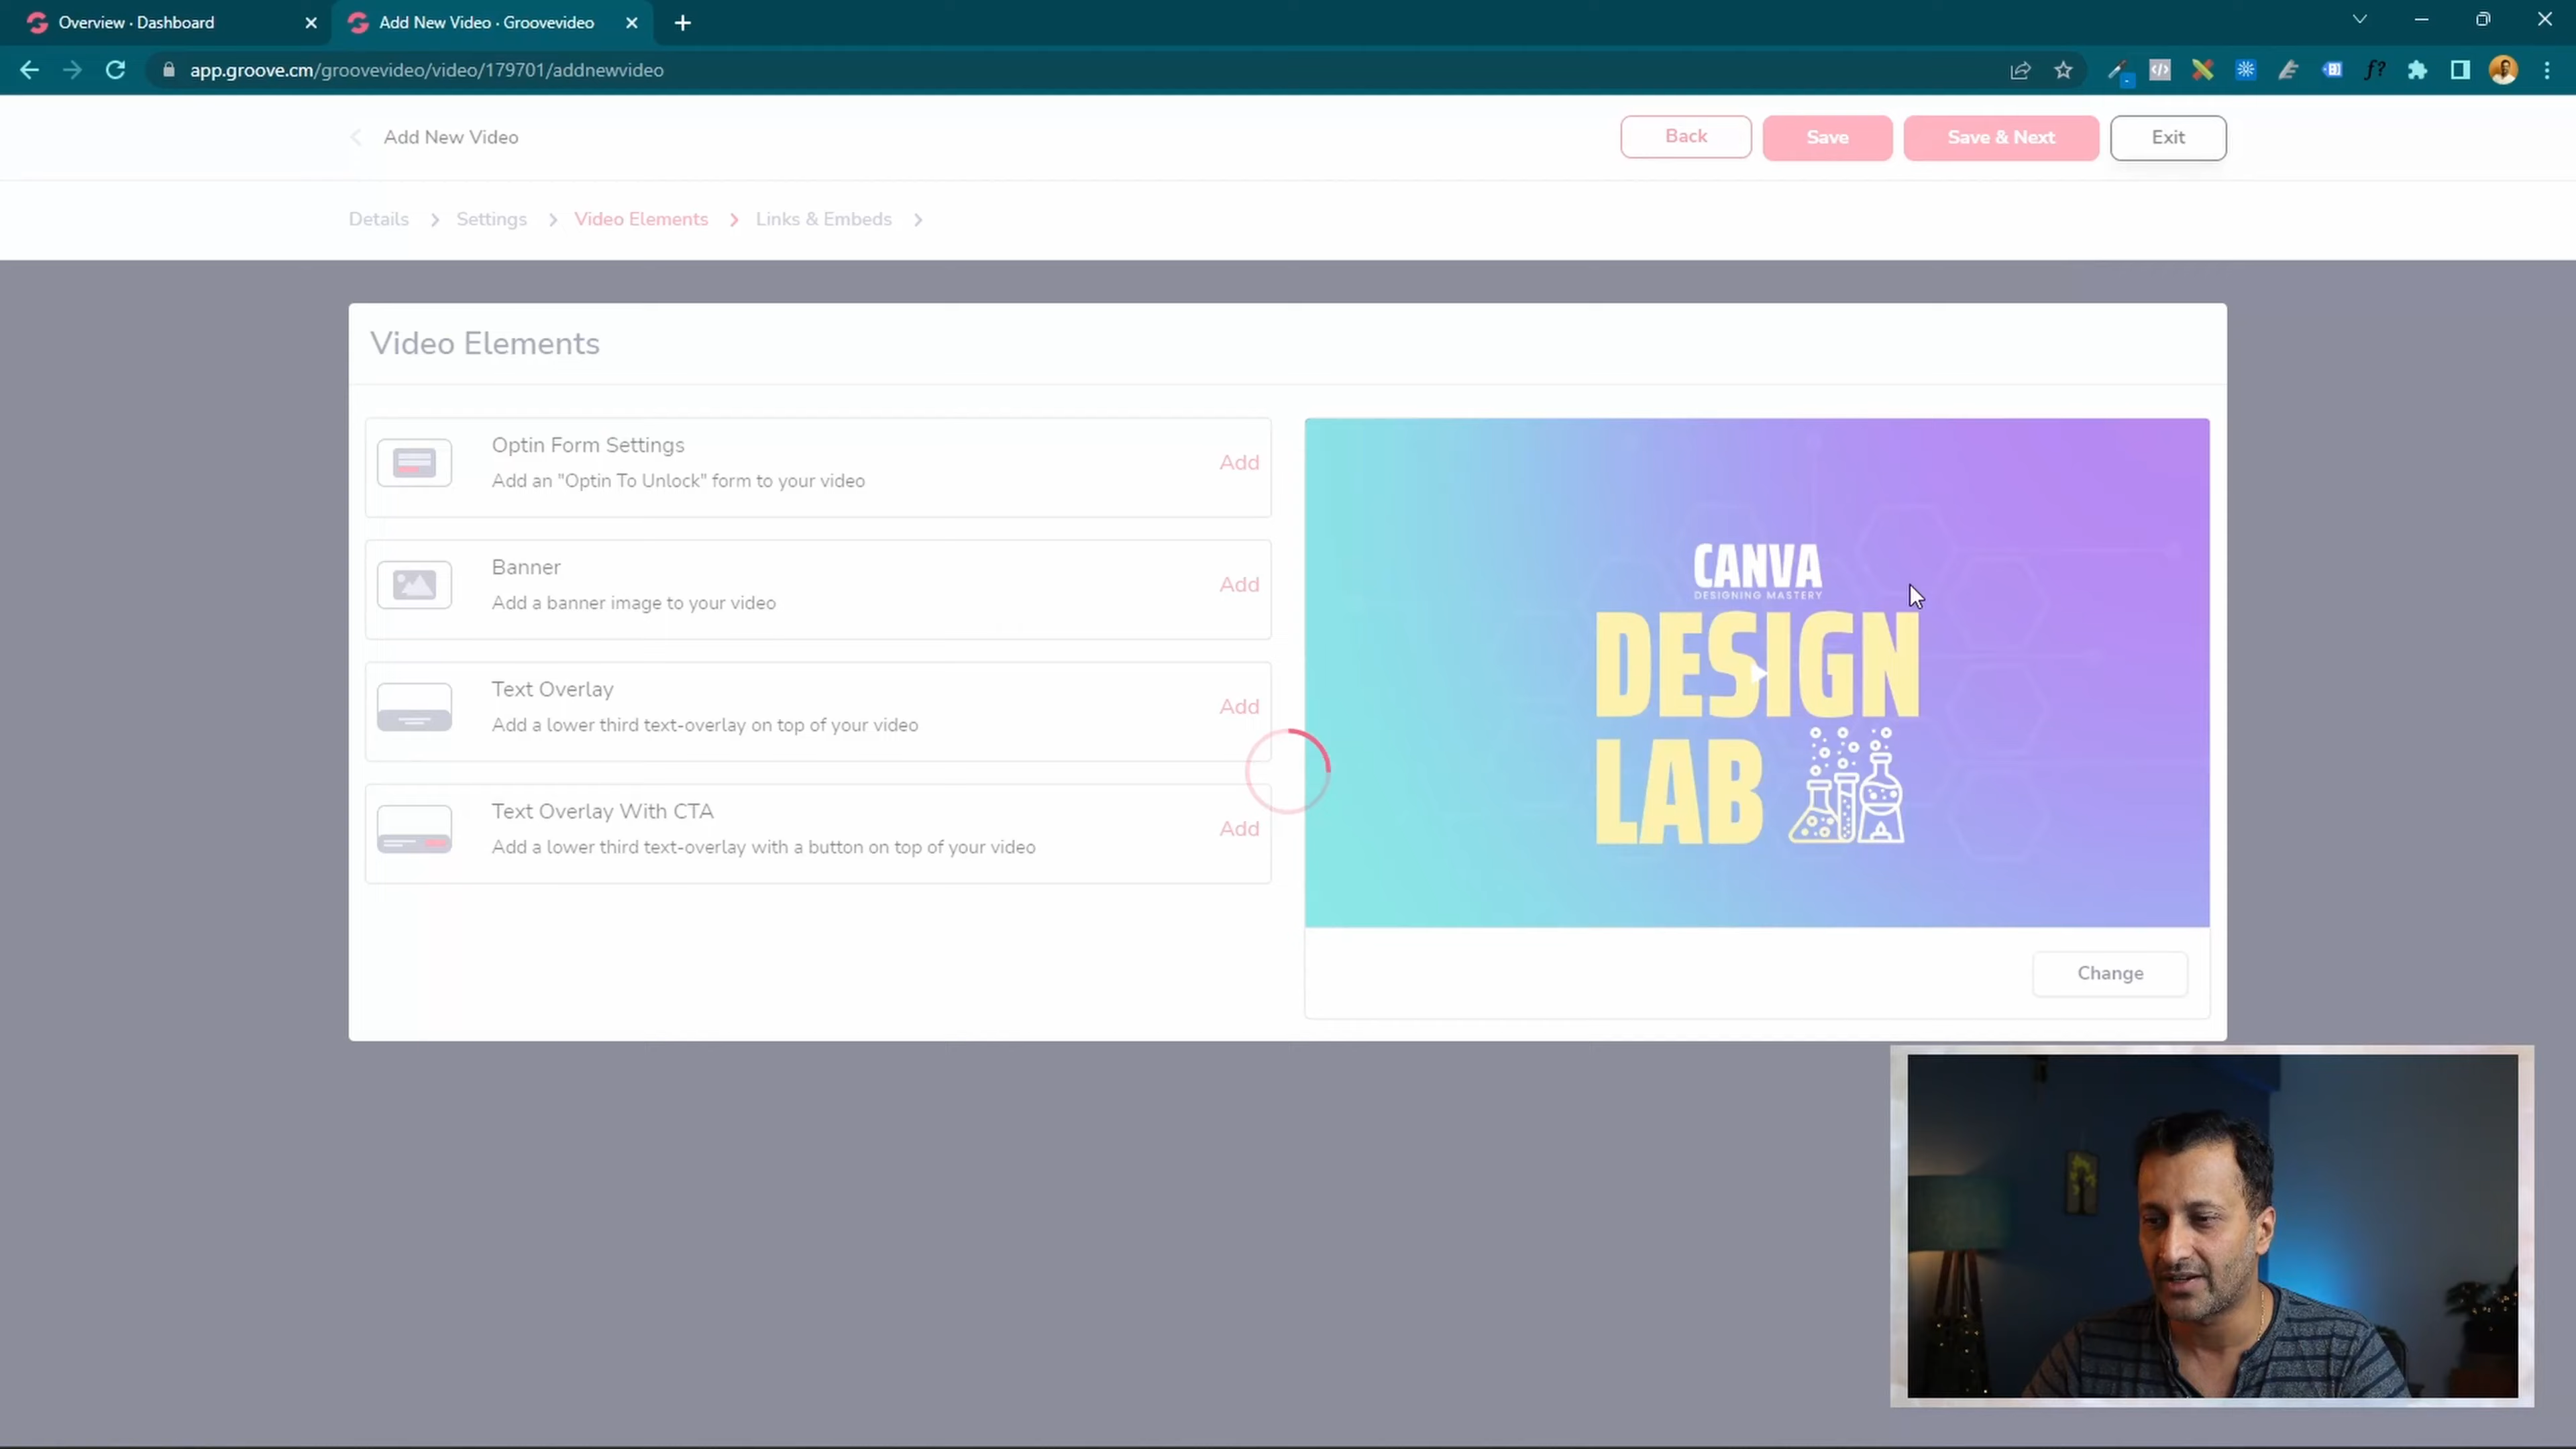 Overview · Dashboard
Add New Video · Groovevideo
app.groove.cm/groovevideo/video/179701/addnewvideo
f?
Add New Video
Back
Save
Save & Next
Exit
Details
Settings
Video Elements
Links & Embeds
Video Elements
Optin Form Settings
Add an "Optin To Unlock" form to your video
Add
Banner
Add a banner image to your video
Add
Text Overlay
Add a lower third text-overlay on top of your video
Add
Text Overlay With CTA
Add a lower third text-overlay with a button on top of your video
Add
CANVA
DESIGNING MASTERY
DESIGN
LAB
Change